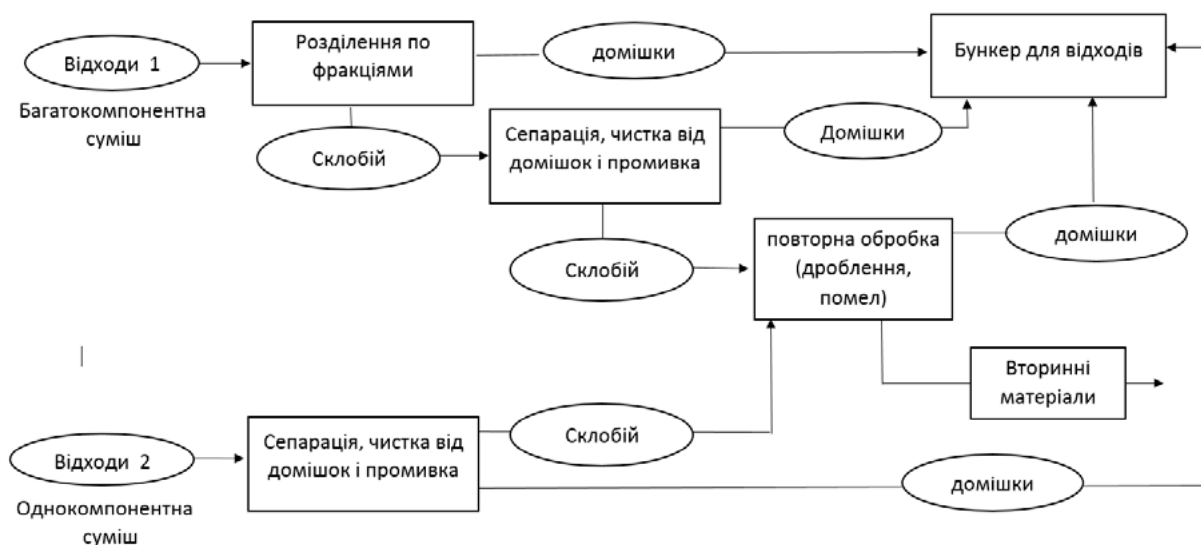 Відходи 1
Багатокомпонентна
суміш
Розділення по
фракціями
домішки
Бункер для відходів
Склобій
Сепарація, чистка від
домішок і промивка
Домішки
Склобій
повторна обробка
(дроблення,
помел)
домішки
Вторинні
матеріали
Відходи 2
Однокомпонентна
суміш
Сепарація, чистка від
домішок і промивка
Склобій
домішки